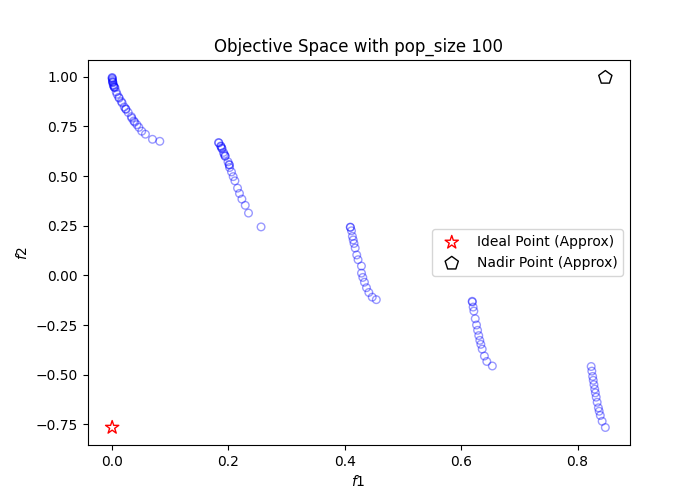 Objective Space with pop_size 100
1.00
0.75
0.50
0.25
0.00
−0.25
−0.50
−0.75
f2
Ideal Point (Approx)
Nadir Point (Approx)
0.0 0.2 0.4 0.6 0.8
f1